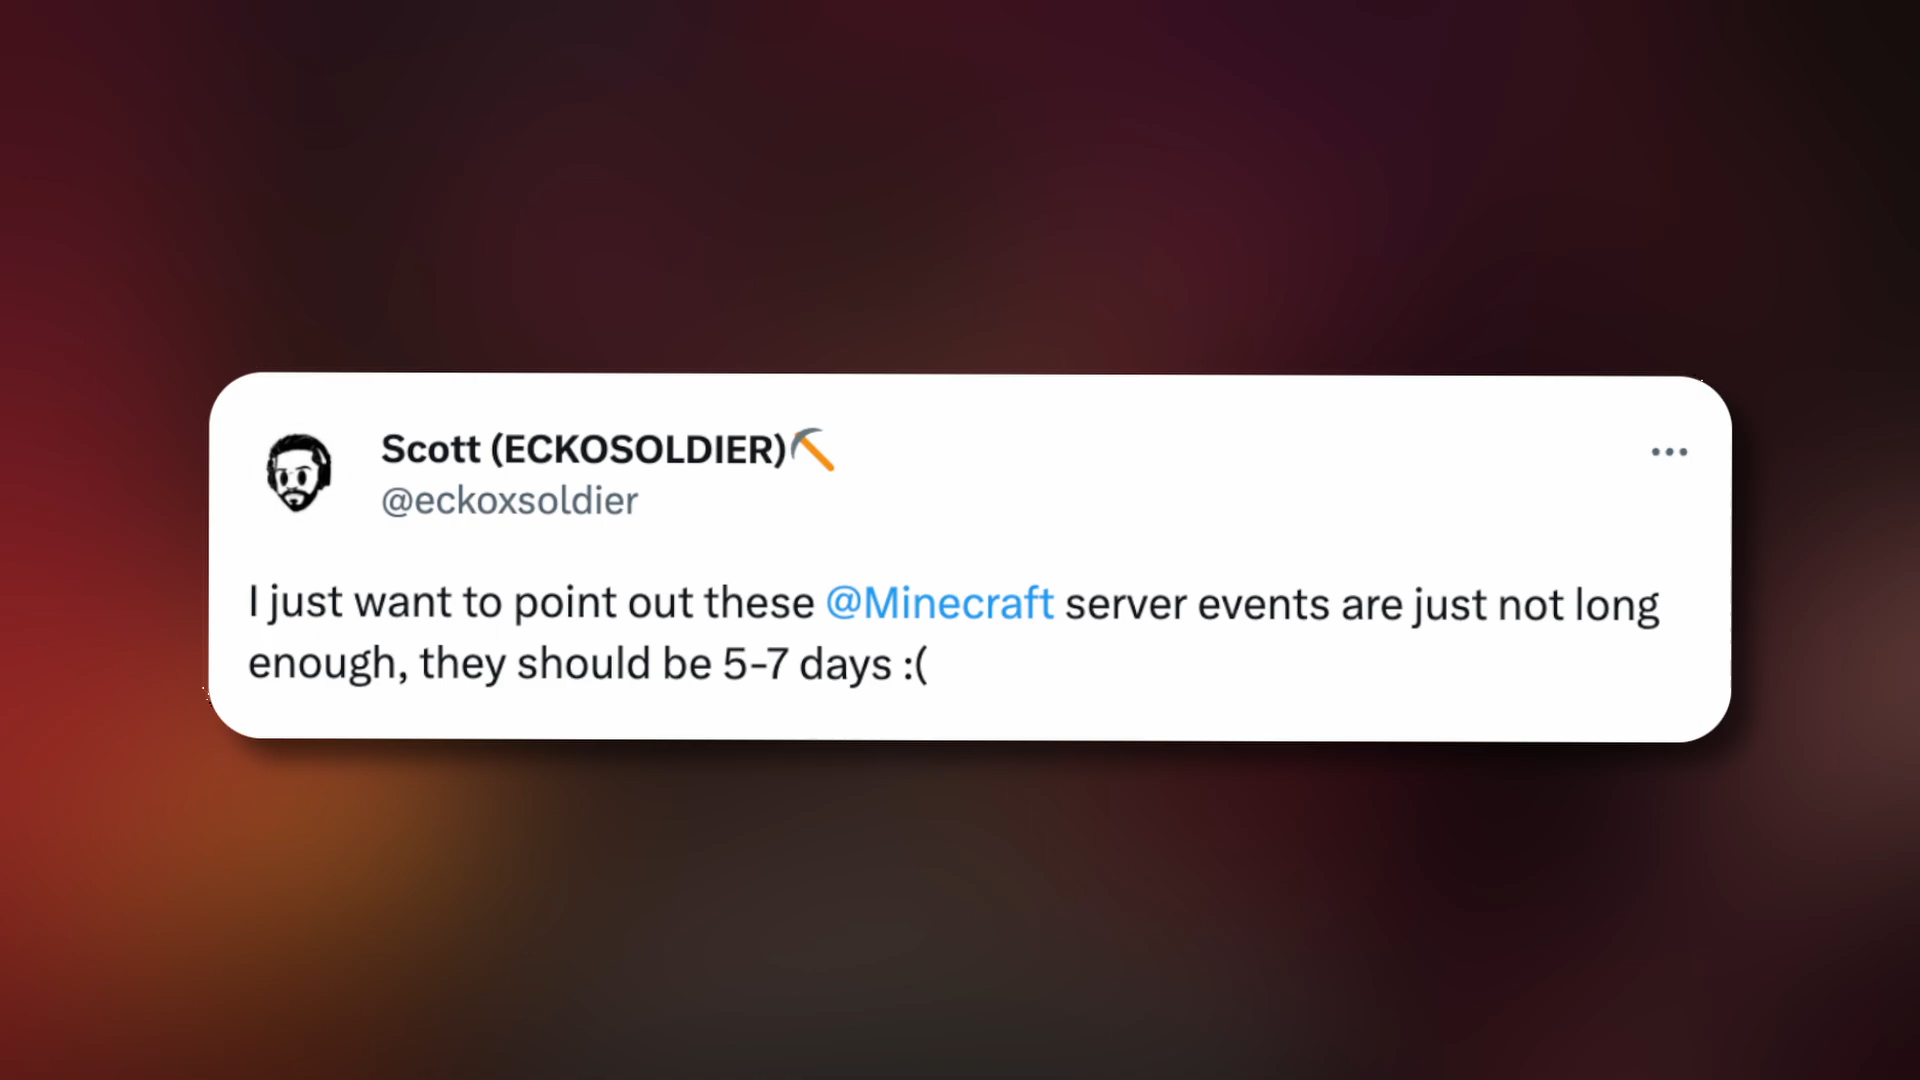 Scott (ECKOSOLDIER)⛏
@eckoxsoldier
I just want to point out these @Minecraft server events are just not long
enough, they should be 5-7 days :(